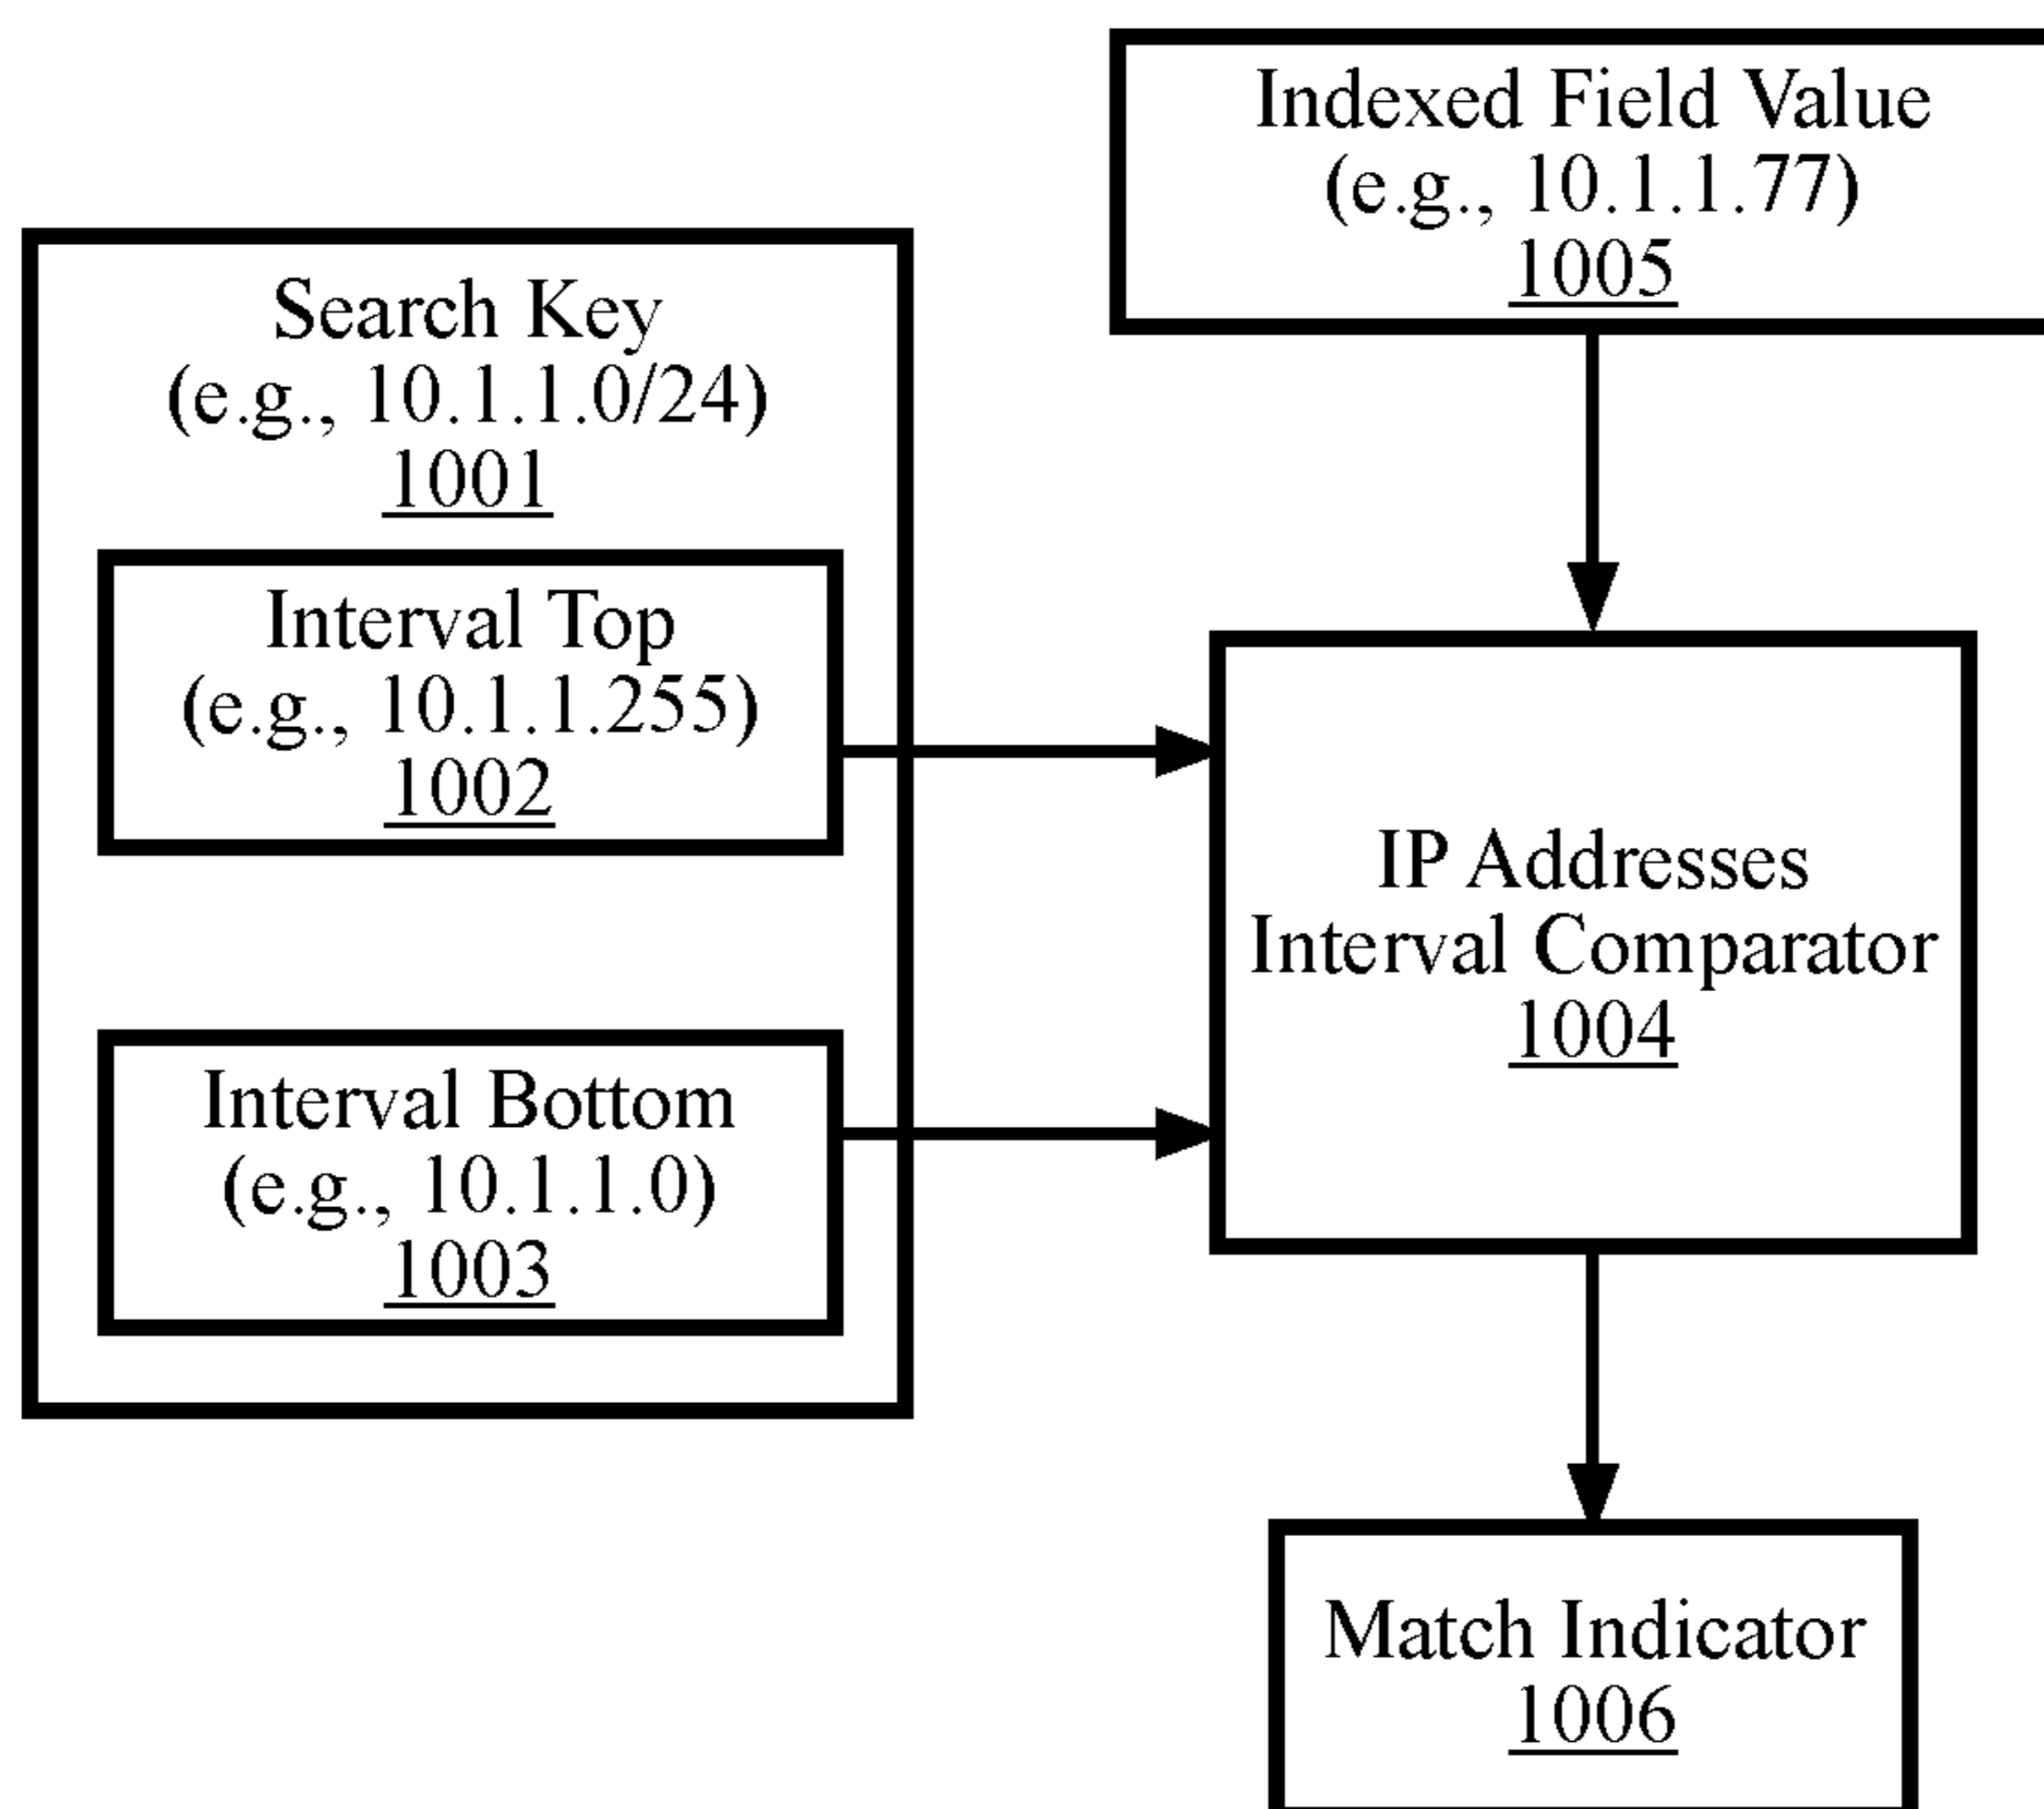 Indexed Field Value
(e.g., 10.1.1.77)
1005
Search Key
(e.g., 10.1.1.0/24)
1001
Interval Top
(e.g., 10.1.1.255)
1002
IP Addresses
Interval Comparator
1004
Interval Bottom
(e.g., 10.1.1.0)
1003
Match Indicator
1006